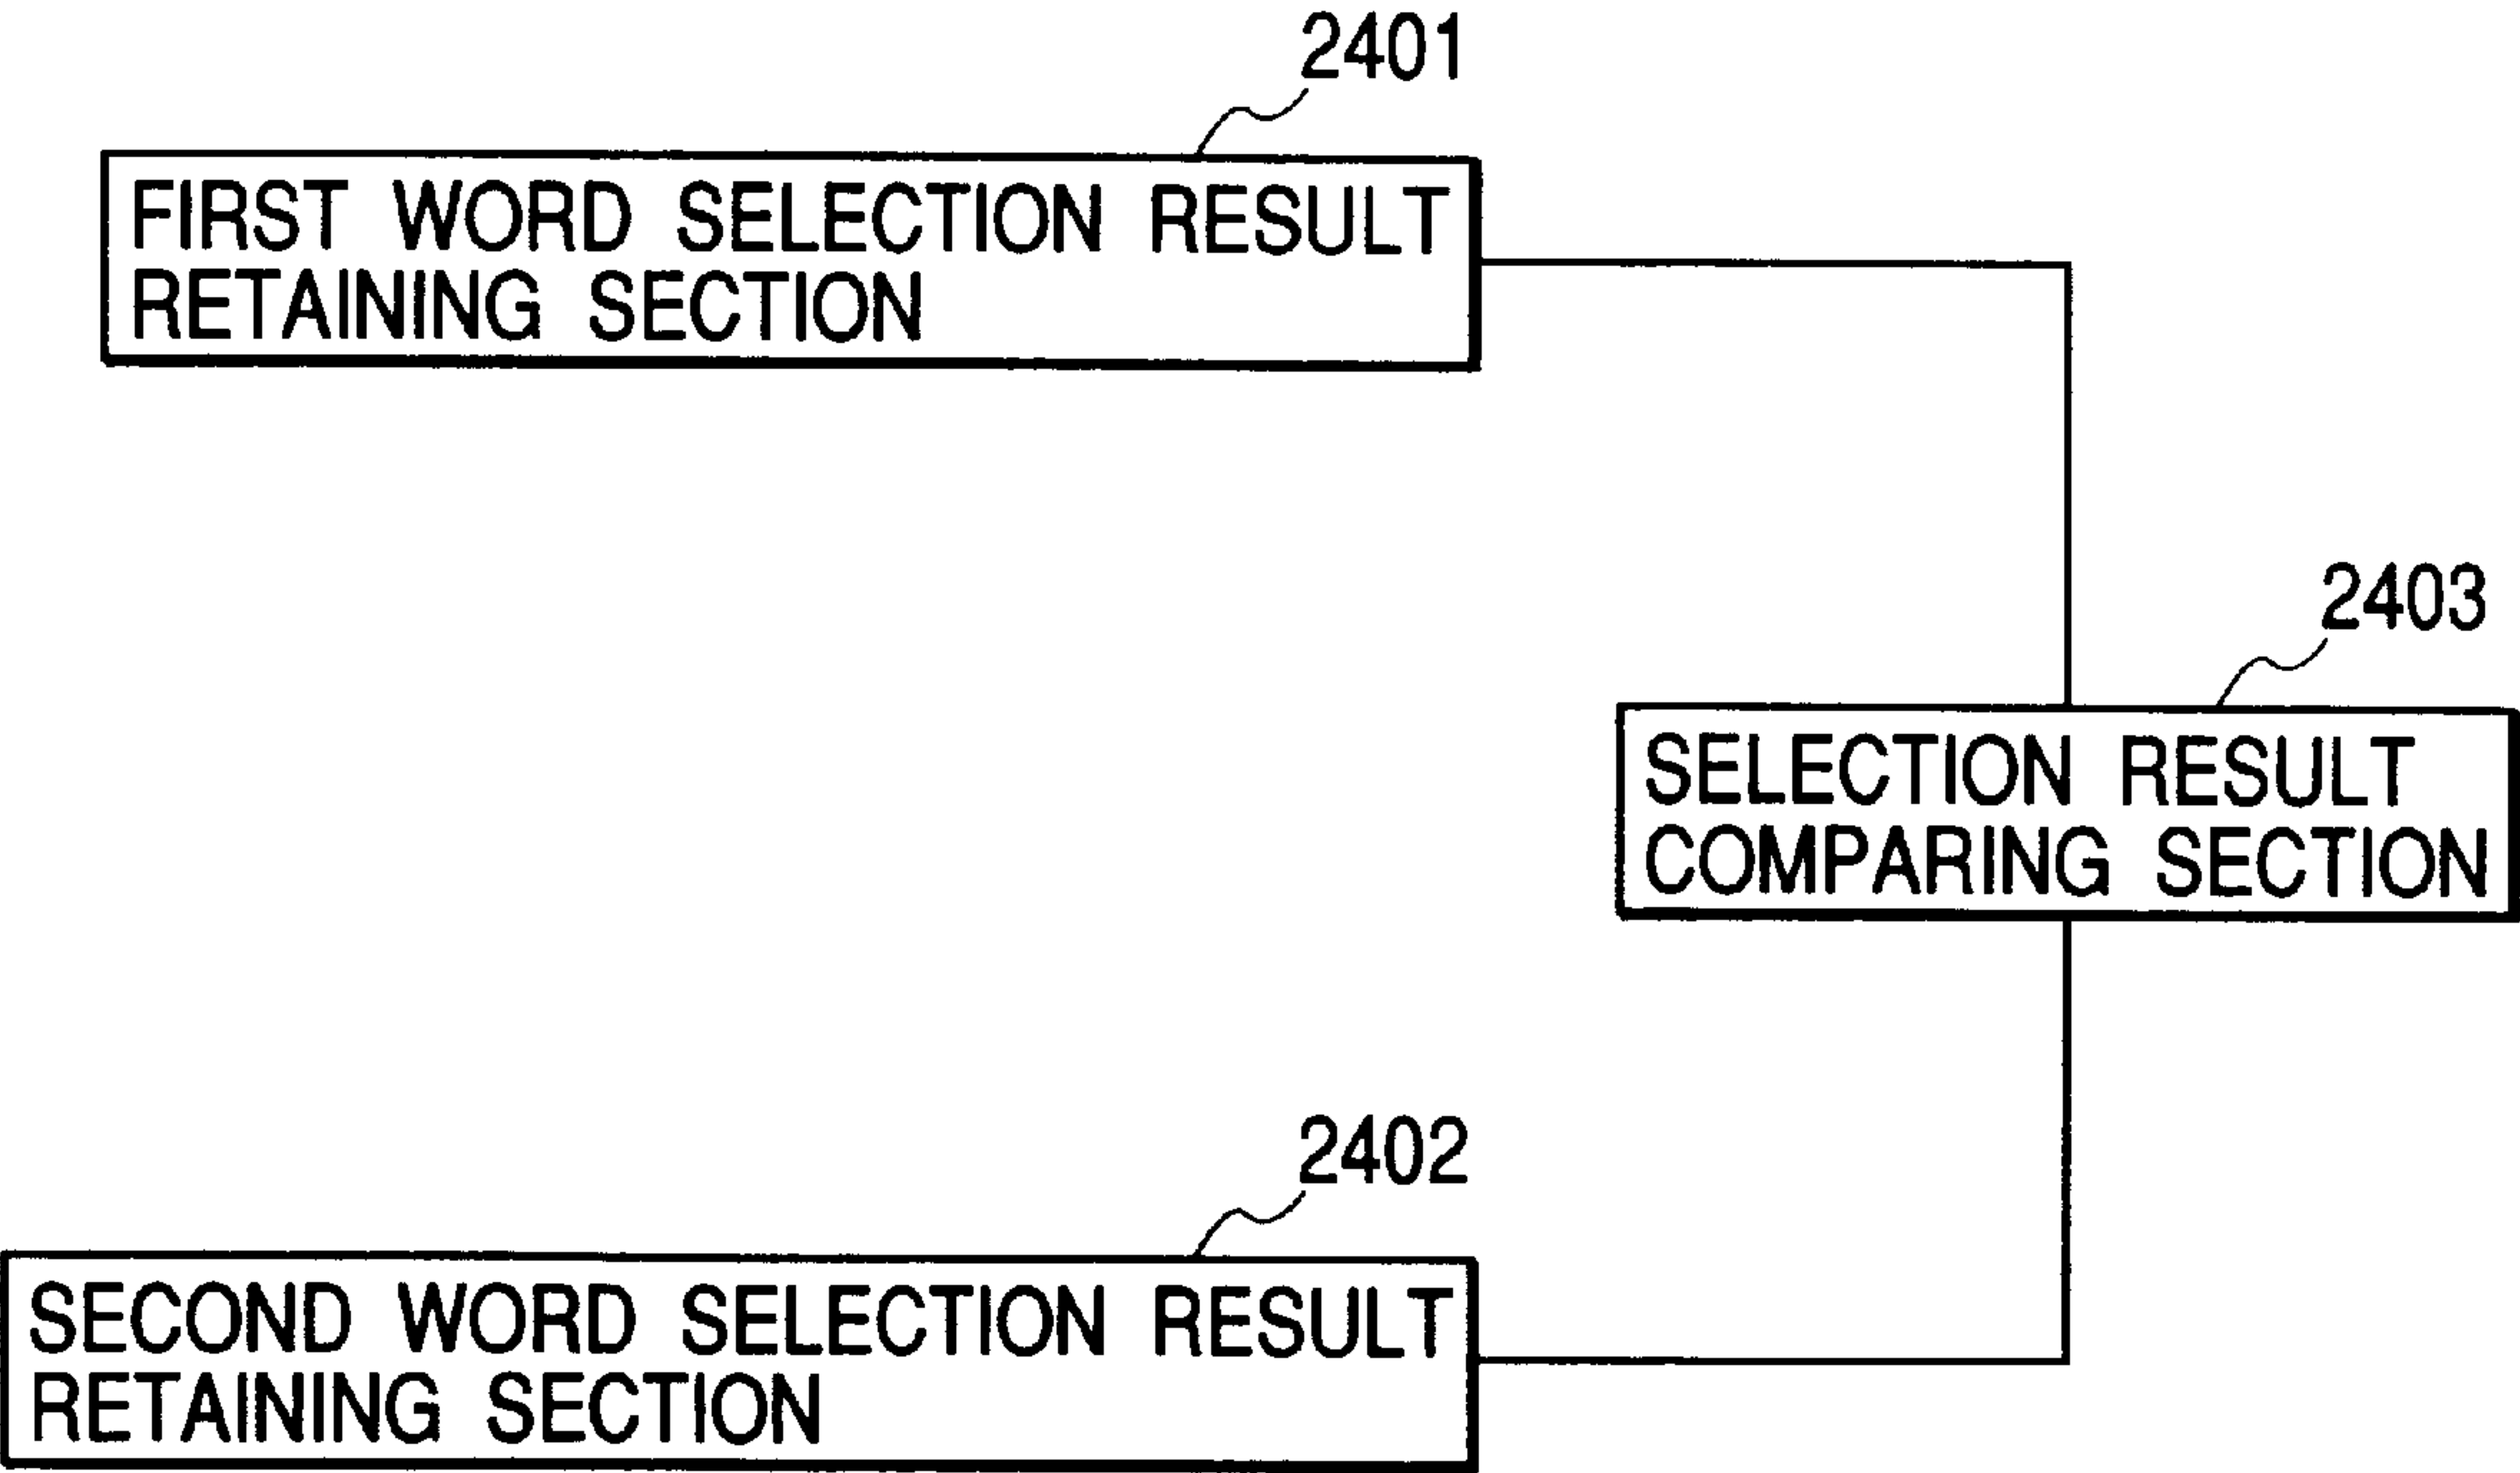 2401
FIRST WORD SELECTION RESULT
RETAINING SECTION
2403
SELECTION RESULT
COMPARING SECTION
2402
SECOND WORD SELECTION RESULT
RETAINING SECTION